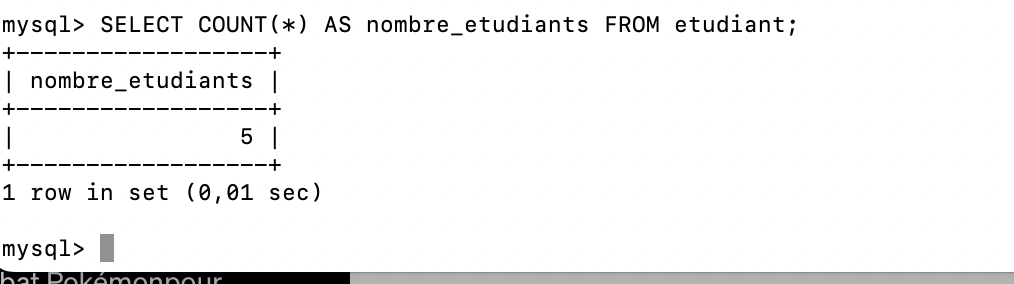 mysql> SELECT COUNT(*) AS nombre_etudiants FROM etudiant;
+------------------+
| nombre_etudiants |
+------------------+
|                5 |
+------------------+
1 row in set (0,01 sec)
mysql>
bat Pokémonpour